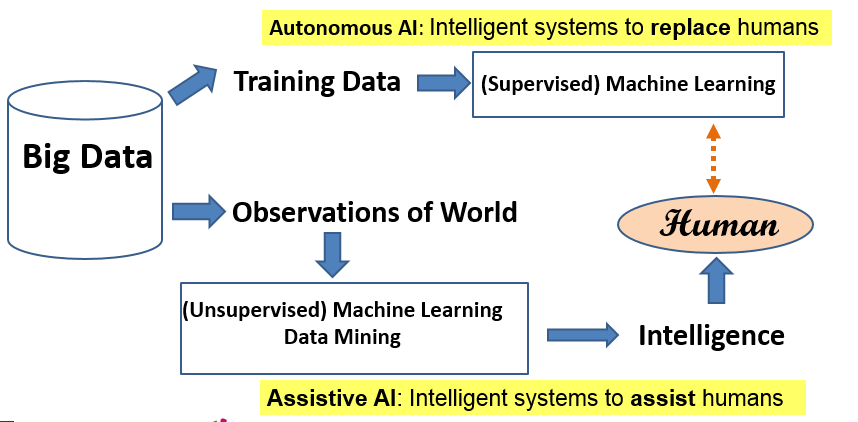 Autonomous AI: Intelligent systems to replace humans
Training Data
(Supervised) Machine Learning
Big Data
Observations of World
Human
(Unsupervised) Machine Learning
Data Mining
Intelligence
Assistive AI: Intelligent systems to assist humans